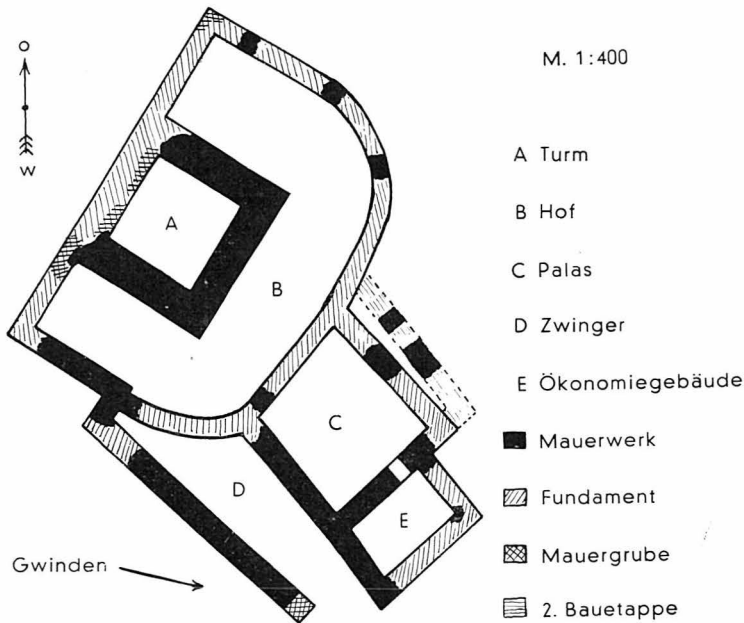 O
W
M. 1:400
A Turm
B Hof
C Palas
D Zwinger
E Ökonomiegebäude
Mauerwerk
Fundament
Mauergrube
2. Bauetappe
A
B
C
D
E
Gwinden